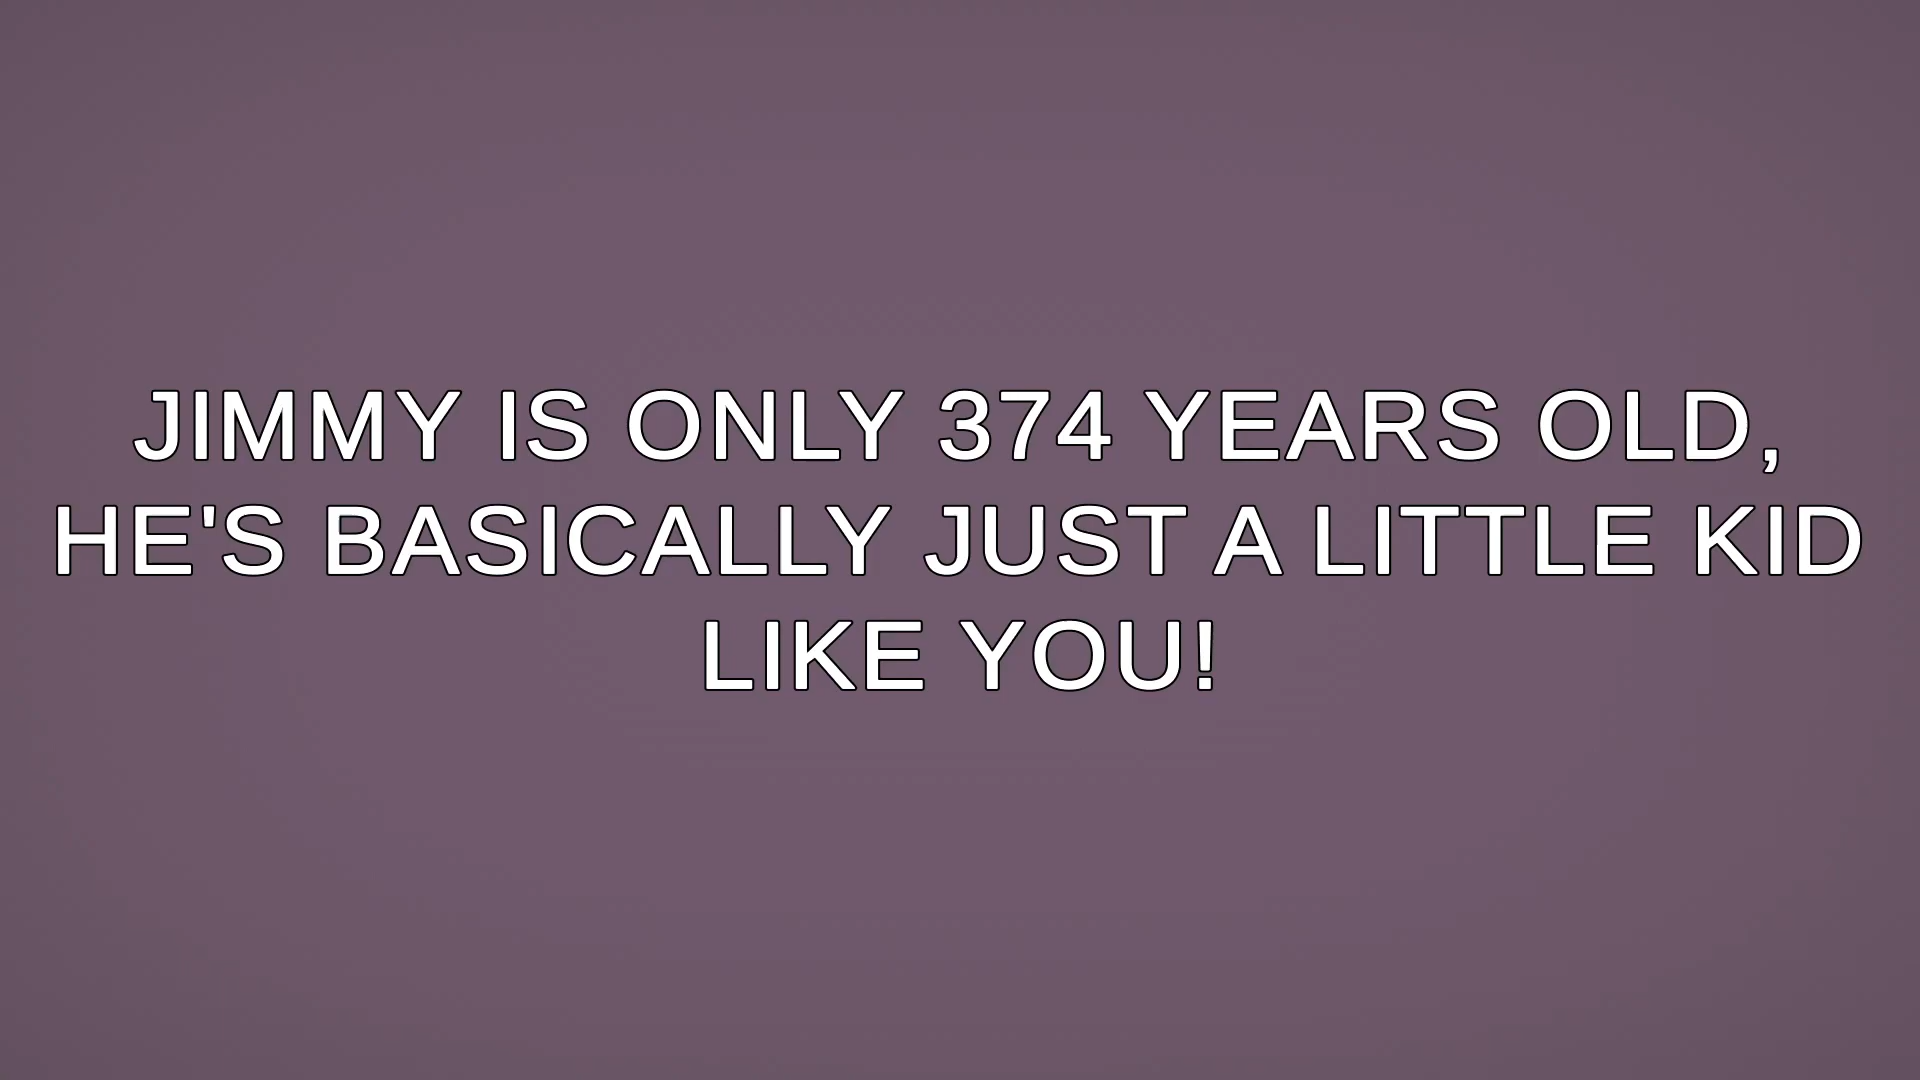 JIMMY IS ONLY 374 YEARS OLD,
HE'S BASICALLY JUST A LITTLE KID
LIKE YOU!